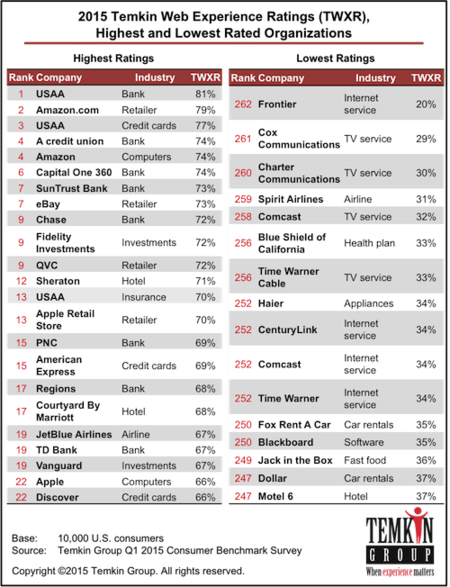 2015 Temkin Web Experience Ratings (TWXR),
Highest and Lowest Rated Organizations
Highest Ratings
Rank Company Industry TWXR
1 USAA Bank 81%
2 Amazon.com Retailer 79%
3 USAA Credit cards 77%
4 A credit union Bank 74%
4 Amazon Computers 74%
6 Capital One 360 Bank 74%
7 SunTrust Bank Bank 73%
7 eBay Retailer 73%
9 Chase Bank 72%
9 Fidelity
Investments Investments 72%
9 QVC Retailer 72%
12 Sheraton Hotel 71%
13 USAA Insurance 70%
13 Apple Retail
Store Retailer 70%
15 PNC Bank 69%
15 American
Express Credit cards 69%
17 Regions Bank 68%
17 Courtyard By
Marriott Hotel 68%
19 JetBlue Airlines Airline 67%
19 TD Bank Bank 67%
19 Vanguard Investments 67%
22 Apple Computers 66%
22 Discover Credit cards 66%
Lowest Ratings
Rank Company Industry TWXR
262 Frontier Internet
service 20%
261 Cox
Communications TV service 29%
260 Charter
Communications TV service 30%
259 Spirit Airlines Airline 31%
258 Comcast TV service 32%
256 Blue Shield of
California Health plan 33%
256 Time Warner
Cable TV service 33%
252 Haier Appliances 34%
252 CenturyLink Internet
service 34%
252 Comcast Internet
service 34%
252 Time Warner Internet
service 34%
250 Fox Rent A Car Car rentals 35%
250 Blackboard Software 35%
249 Jack in the Box Fast food 36%
247 Dollar Car rentals 37%
247 Motel 6 Hotel 37%
Base: 10,000 U.S. consumers
Source: Temkin Group Q1 2015 Consumer Benchmark Survey
Copyright ©2015 Temkin Group. All rights reserved.
TEMKIN
GROUP
When experience matters.